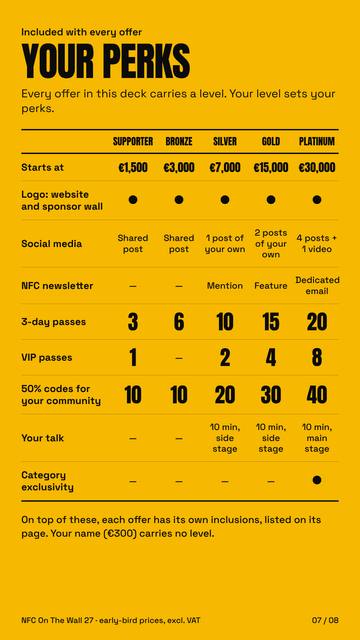 Included with every offer
YOUR PERKS
Every offer in this deck carries a level. Your level sets your
perks.
SUPPORTER BRONZE SILVER GOLD PLATINUM
Starts at €1,500 €3,000 €7,000 €15,000 €30,000
Logo: website
and sponsor wall ● ● ● ● ●
Social media Shared post Shared post 1 post of your own 2 posts of your own 4 posts + 1 video
NFC newsletter – – Mention Feature Dedicated email
3-day passes 3 6 10 15 20
VIP passes 1 – 2 4 8
50% codes for
your community 10 10 20 30 40
Your talk – – 10 min, side stage 10 min, side stage 10 min, main stage
Category
exclusivity – – – – ●
On top of these, each offer has its own inclusions, listed on its
page. Your name (€300) carries no level.
NFC On The Wall 27 · early-bird prices, excl. VAT 07 / 08